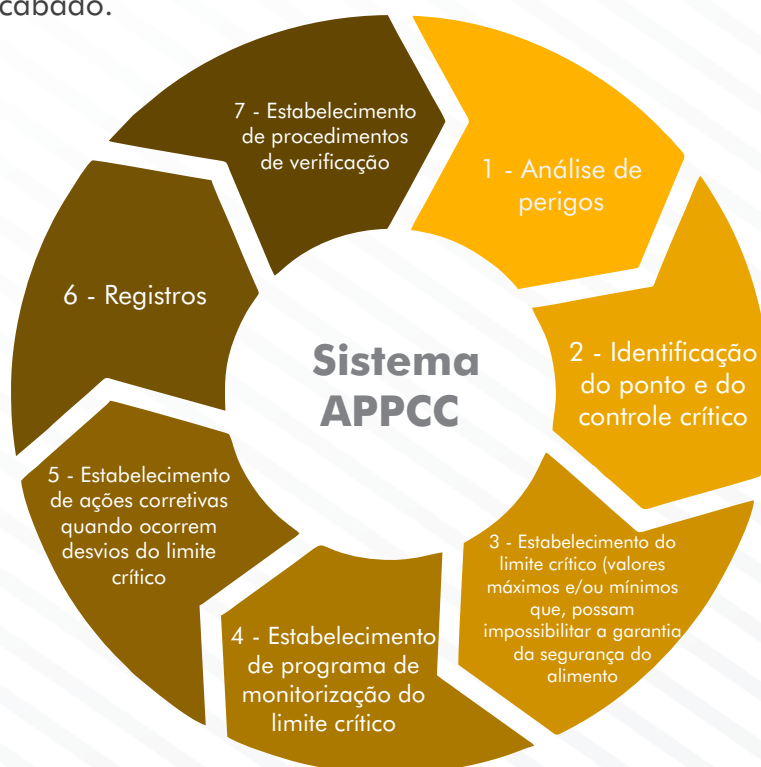 cabado.
7 - Estabelecimento
de procedimentos
de verificação
1 - Análise de
perigos
6 - Registros
Sistema
APPCC
2 - Identificação
do ponto e do
controle crítico
5 - Estabelecimento
de ações corretivas
quando ocorrem
desvios do limite
crítico
3 - Estabelecimento do
limite crítico (valores
máximos e/ou mínimos
que, possam
impossibilitar a garantia
da segurança do
alimento
4 - Estabelecimento
de programa de
monitorização do
limite crítico